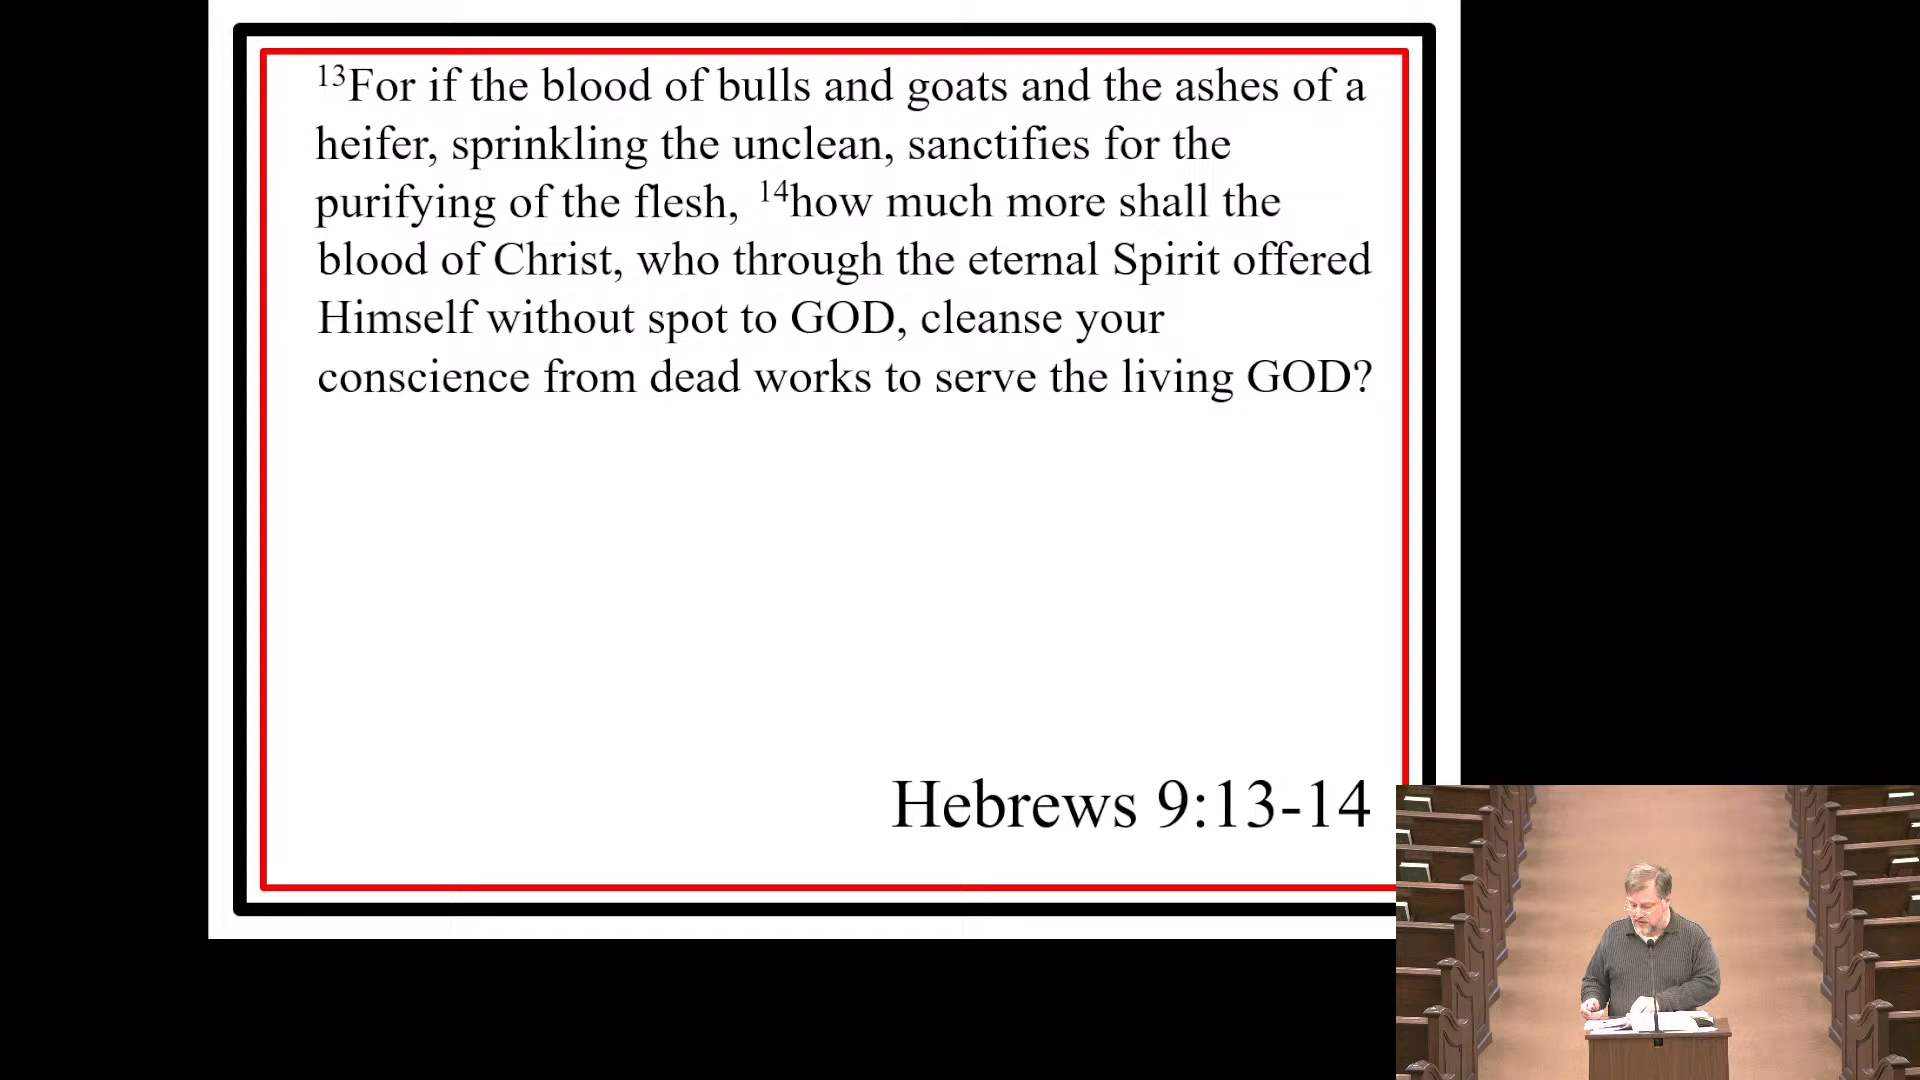 ¹³For if the blood of bulls and goats and the ashes of a
heifer, sprinkling the unclean, sanctifies for the
purifying of the flesh, ¹⁴how much more shall the
blood of Christ, who through the eternal Spirit offered
Himself without spot to GOD, cleanse your
conscience from dead works to serve the living GOD?
Hebrews 9:13-14